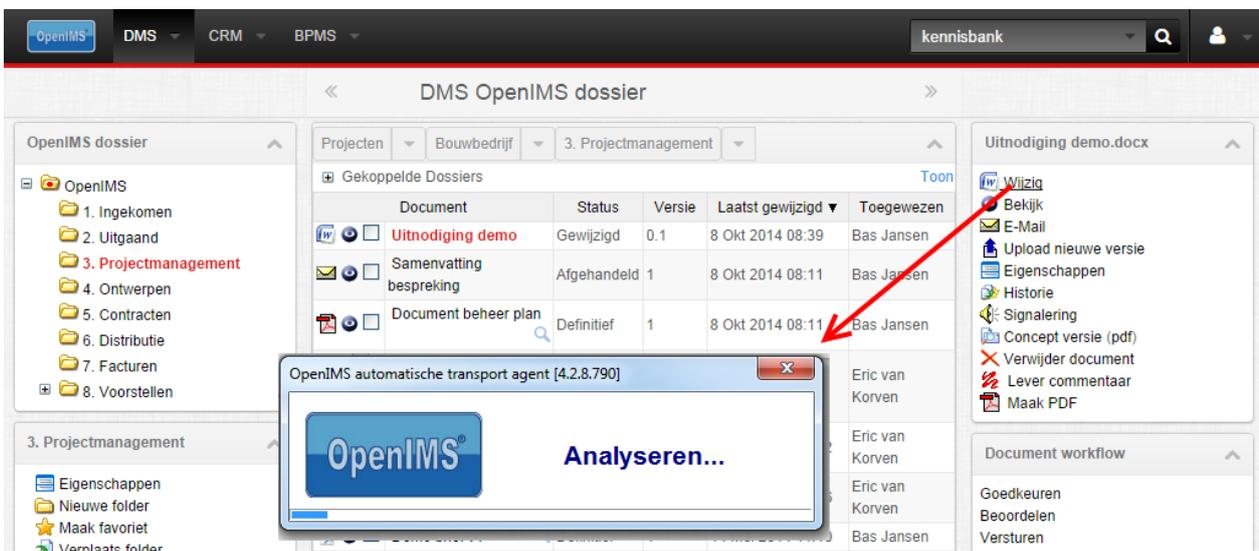 OpenIMS DMS CRM BPMS kennisbank
DMS OpenIMS dossier
OpenIMS dossier
OpenIMS
1. Ingekomen
2. Uitgaand
3. Projectmanagement
4. Ontwerpen
5. Contracten
6. Distributie
7. Facturen
8. Voorstellen
3. Projectmanagement
Eigenschappen
Nieuwe folder
Maak favoriet
Verplaats folder
Projecten Bouwbedrijf 3. Projectmanagement
Gekoppelde Dossiers Toon
Document Status Versie Laatst gewijzigd ▼ Toegewezen
Uitnodiging demo Gewijzigd 0.1 8 Okt 2014 08:39 Bas Jansen
Samenvatting
bespreking Afgehandeld 1 8 Okt 2014 08:11 Bas Jansen
Document beheer plan Definitief 1 8 Okt 2014 08:11 Bas Jansen
Eric van
Korven
Eric van
Korven
Eric van
Korven
Bas Jansen
OpenIMS automatische transport agent [4.2.8.790]
OpenIMS® Analyseren...
Uitnodiging demo.docx
Wijzig
Bekijk
E-Mail
Upload nieuwe versie
Eigenschappen
Historie
Signalering
Concept versie (pdf)
Verwijder document
Lever commentaar
Maak PDF
Document workflow
Goedkeuren
Beoordelen
Versturen